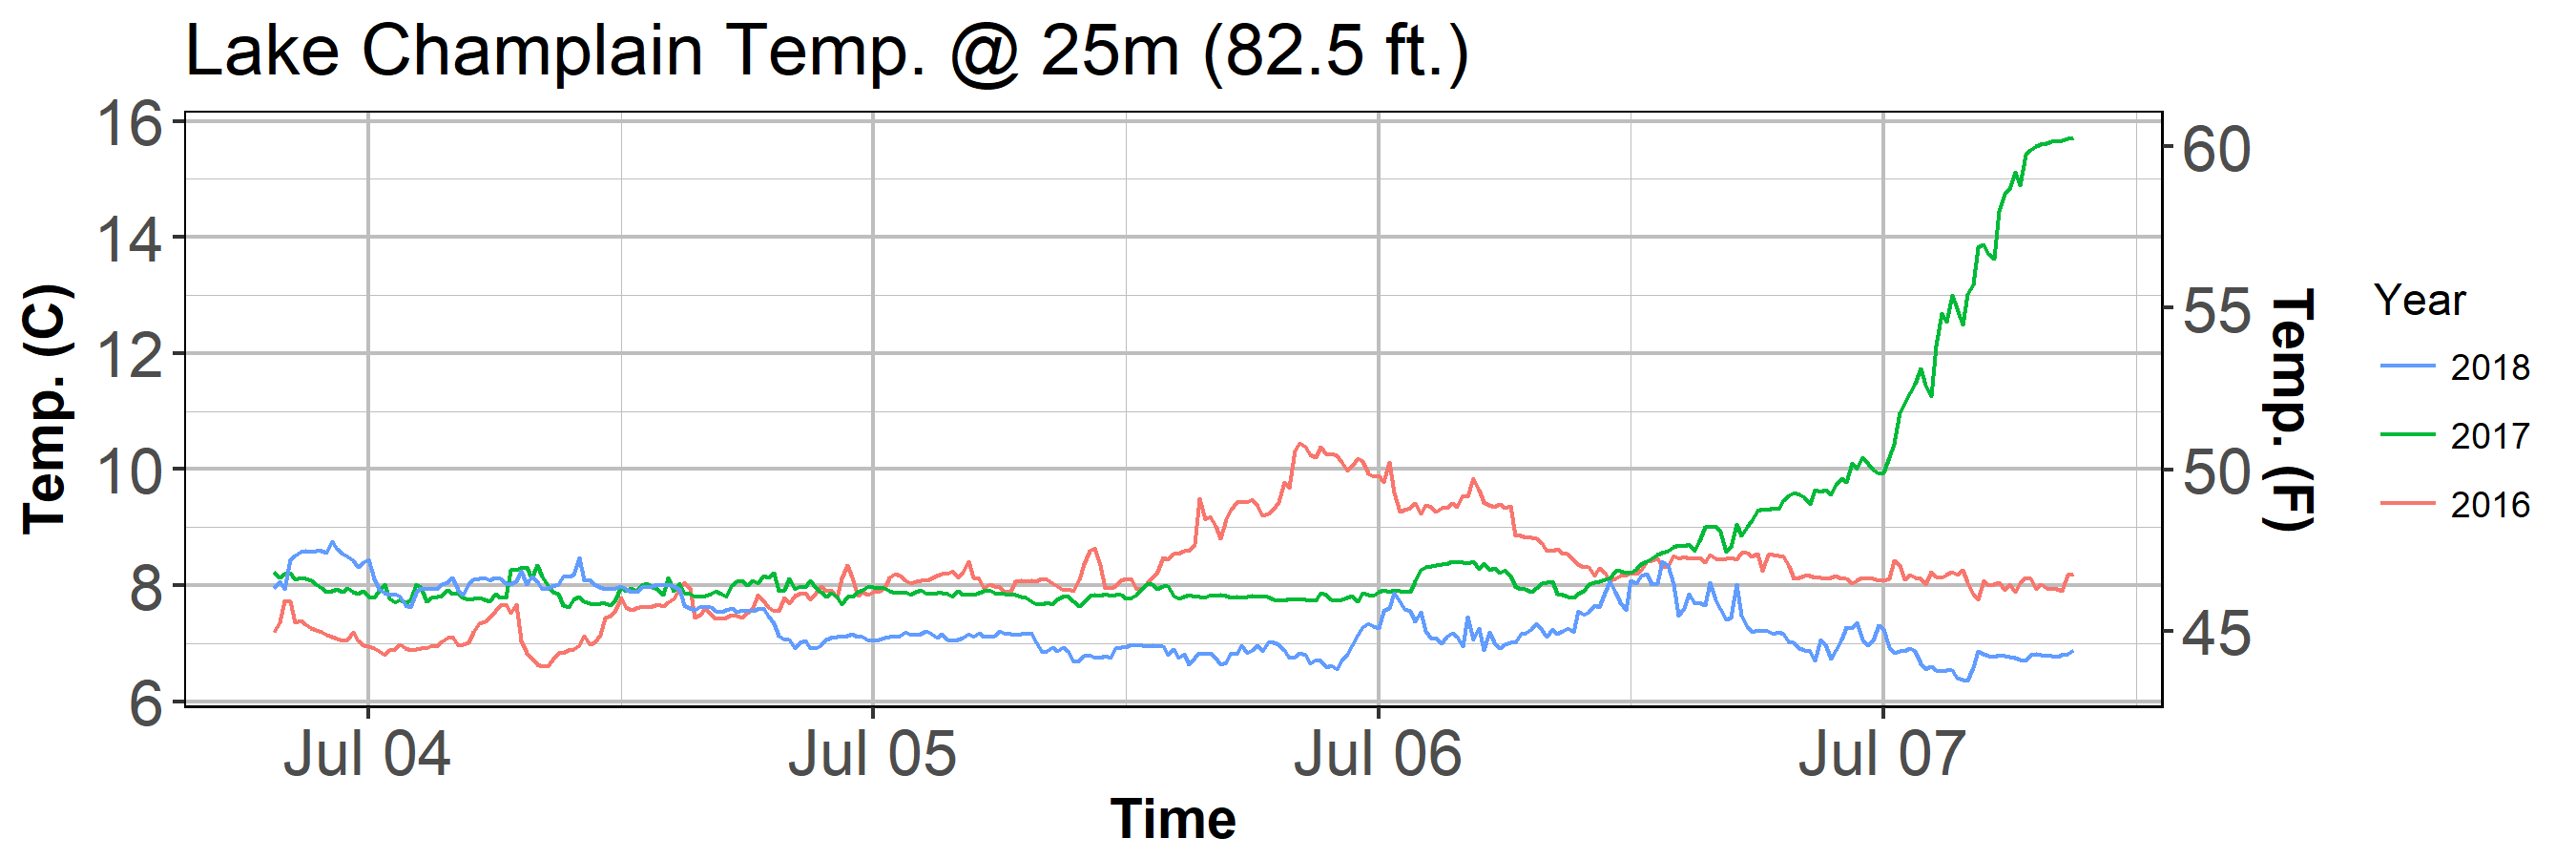 Lake Champlain Temp. @ 25m (82.5 ft.)
Temp. (C)
16
14
12
10
8
6
Jul 04 Jul 05 Jul 06 Jul 07
Time
60
55
50
45
Temp. (F)
Year
2018
2017
2016